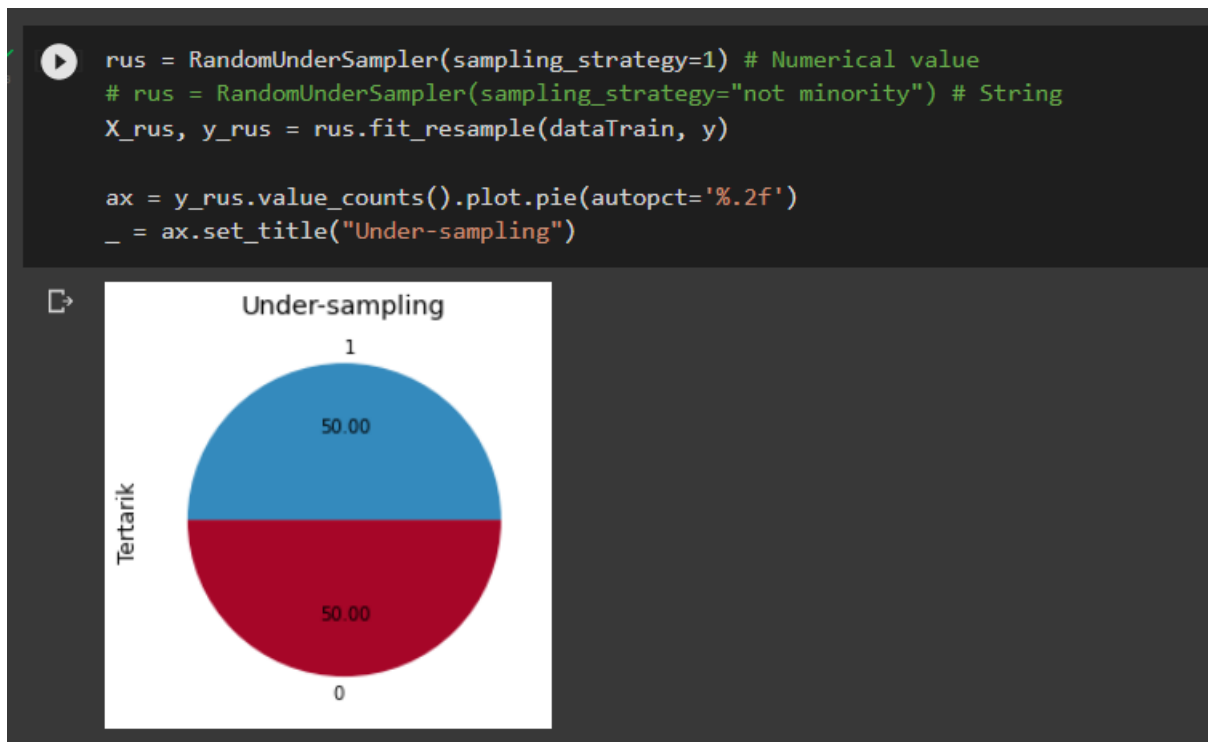 rus = RandomUnderSampler(sampling_strategy=1) # Numerical value
# rus = RandomUnderSampler(sampling_strategy="not minority") # String
X_rus, y_rus = rus.fit_resample(dataTrain, y)
ax = y_rus.value_counts().plot.pie(autopct='%.2f')
_ = ax.set_title("Under-sampling")
Under-sampling
1
50.00
Tertarik
50.00
0